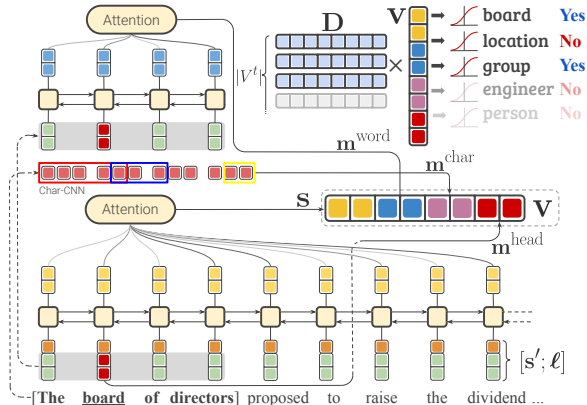 Attention
D
V
|Vᵗ|
×
board Yes
location No
group Yes
engineer No
person No
m^word
m^char
Char-CNN
Attention
s
V
m^head
[s′; ℓ]
[The board of directors] proposed to raise the dividend ...